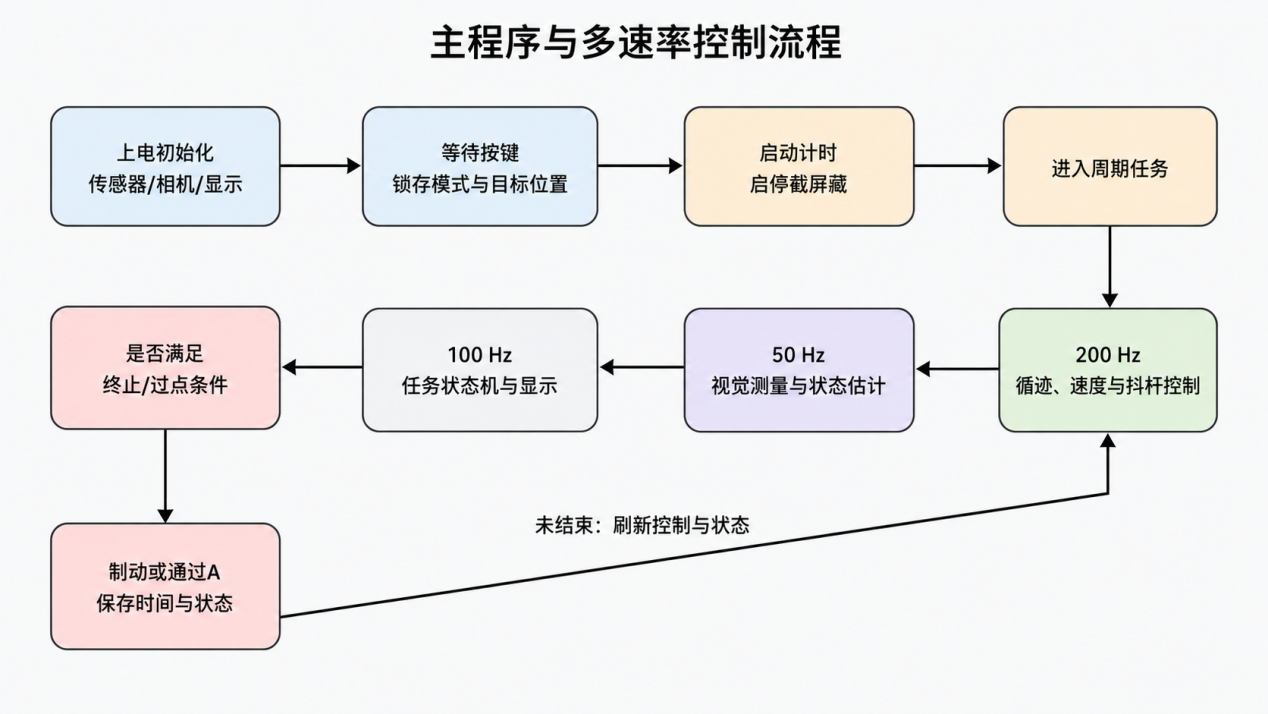 主程序与多速率控制流程
上电初始化
传感器/相机/显示
等待按键
锁存模式与目标位置
启动计时
启停截屏藏
进入周期任务
200 Hz
循迹、速度与抖杆控制
50 Hz
视觉测量与状态估计
100 Hz
任务状态机与显示
是否满足
终止/过点条件
制动或通过A
保存时间与状态
未结束：刷新控制与状态